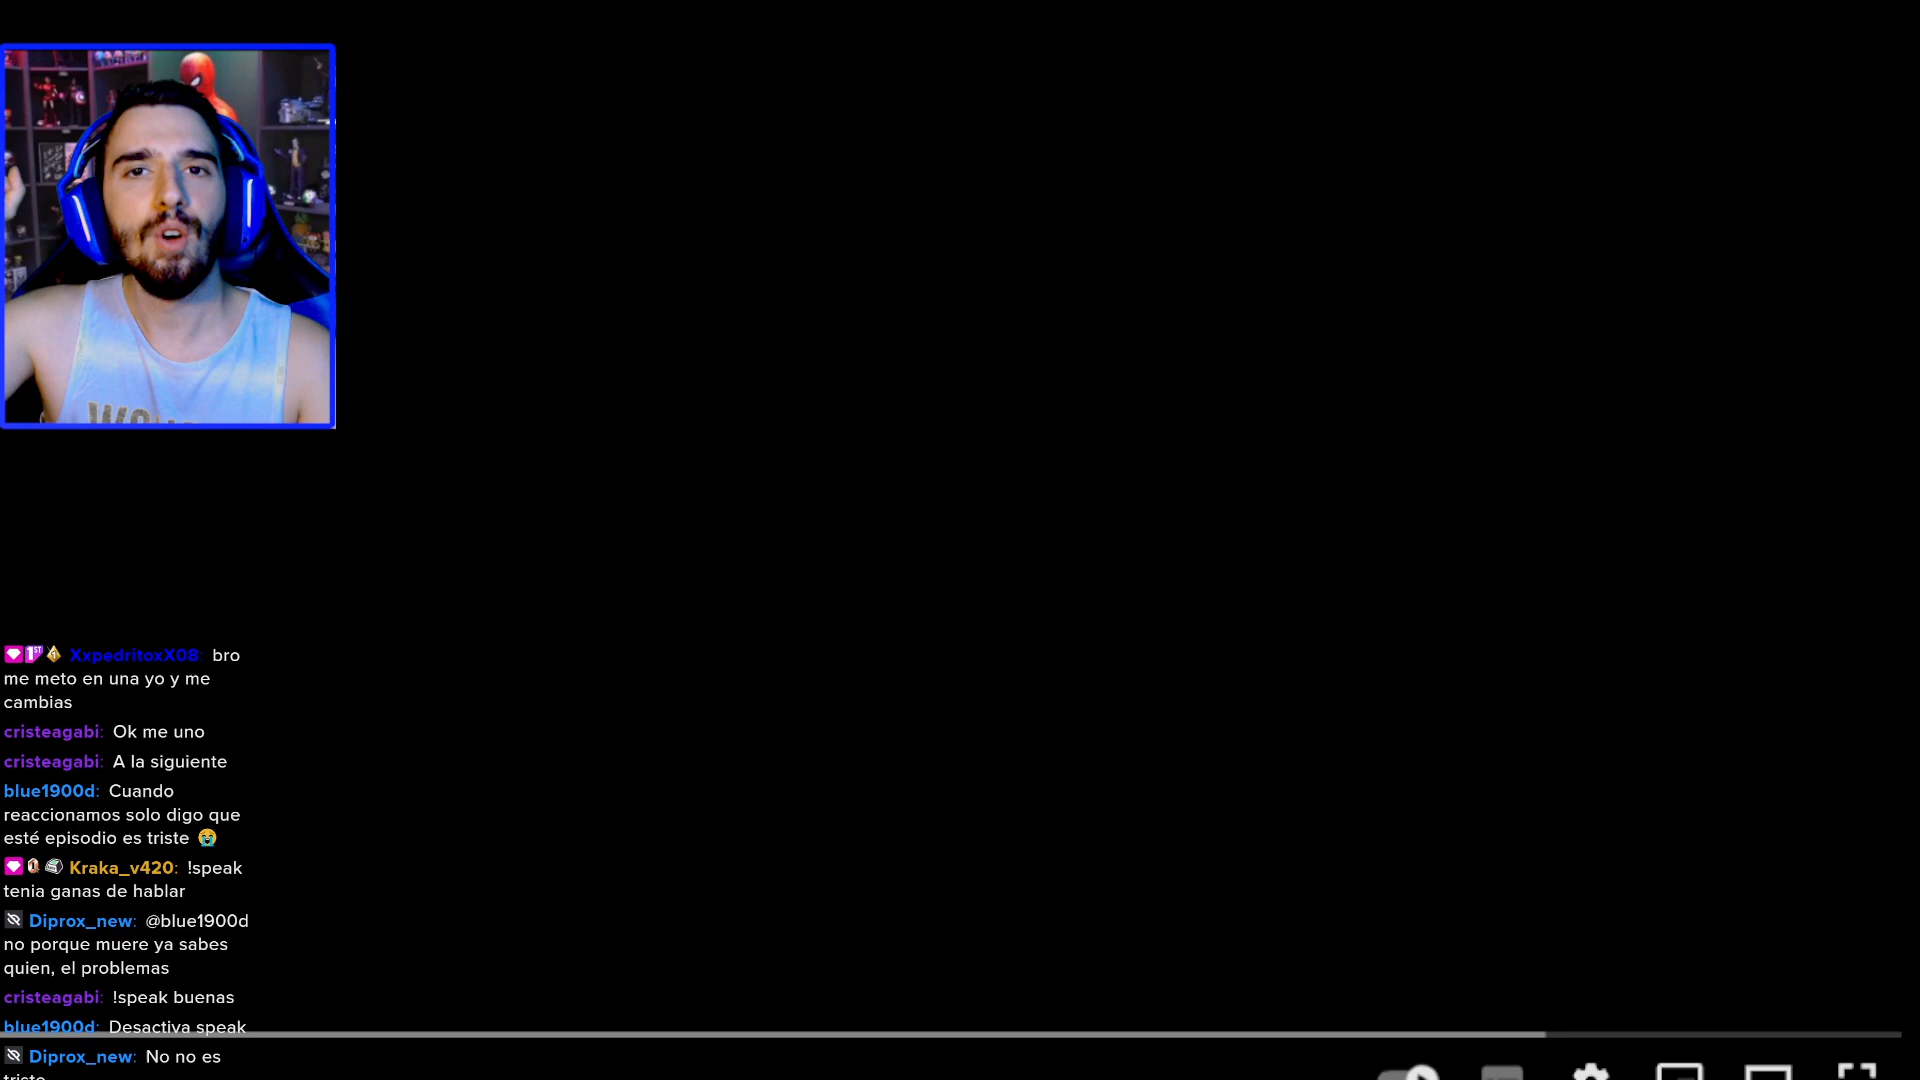 XxpedritoxX08: bro
me meto en una yo y me
cambias
cristeagabi: Ok me uno
cristeagabi: A la siguiente
blue1900d: Cuando
reaccionamos solo digo que
esté episodio es triste 😭
Kraka_v420: !speak
tenia ganas de hablar
Diprox_new: @blue1900d
no porque muere ya sabes
quien, el problemas
cristeagabi: !speak buenas
blue1900d: Desactiva speak
Diprox_new: No no es
triste